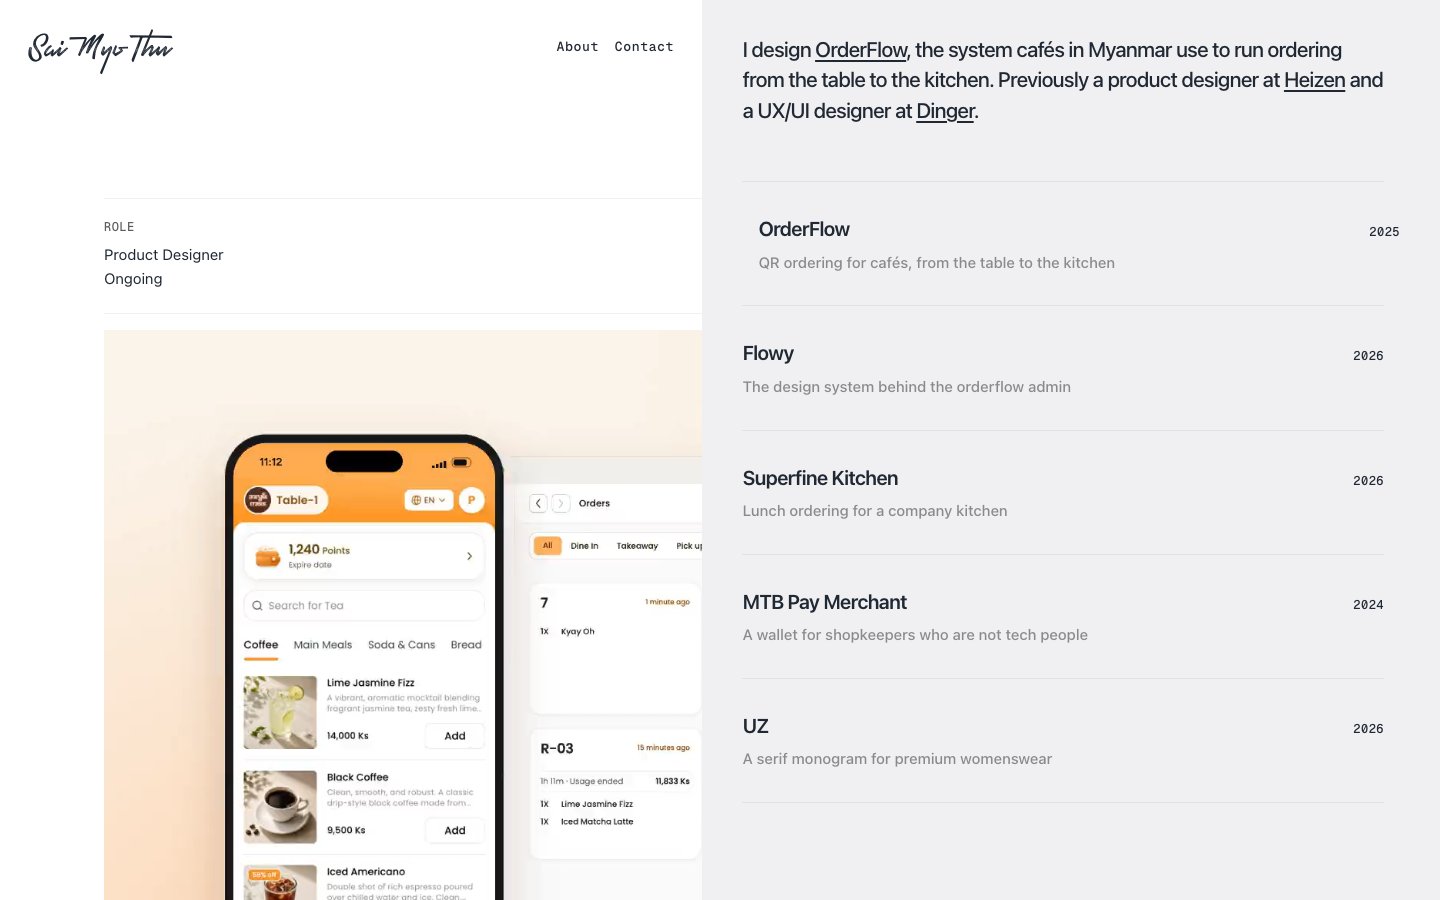 Sai Myo Thu
About Contact
ROLE
Product Designer
Ongoing
11:12
Table-1
EN
P
1,240 Points
Expire date
Search for Tea
Coffee Main Meals Soda & Cans Bread
Lime Jasmine Fizz
A vibrant, aromatic mocktail blending
fragrant jasmine tea, zesty fresh lime...
14,000 Ks
Add
Black Coffee
Clean, smooth, and robust. A classic
drip-style black coffee made from...
9,500 Ks
Add
58% off
Iced Americano
Double shot of rich espresso poured
over chilled water and ice. Clean...
Orders
All Dine In Takeaway Pick up
7
1 minute ago
1X Kyay Oh
R-03
15 minutes ago
1h 11m · Usage ended 11,833 Ks
1X Lime Jasmine Fizz
1X Iced Matcha Latte
I design OrderFlow, the system cafés in Myanmar use to run ordering
from the table to the kitchen. Previously a product designer at Heizen and
a UX/UI designer at Dinger.
OrderFlow 2025
QR ordering for cafés, from the table to the kitchen
Flowy 2026
The design system behind the orderflow admin
Superfine Kitchen 2026
Lunch ordering for a company kitchen
MTB Pay Merchant 2024
A wallet for shopkeepers who are not tech people
UZ 2026
A serif monogram for premium womenswear